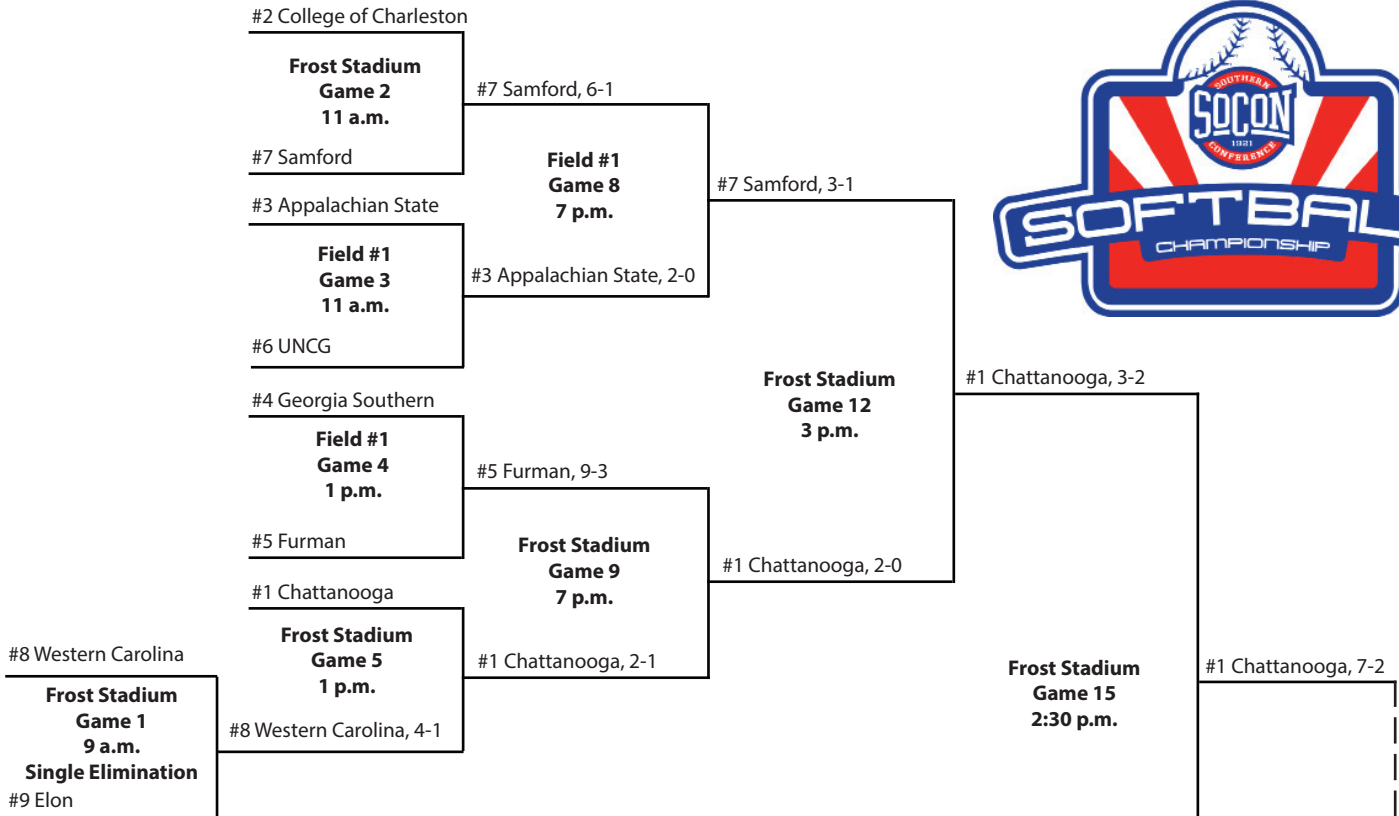 #2 College of Charleston
Frost Stadium
Game 2
11 a.m.
#7 Samford
#7 Samford, 6-1
#3 Appalachian State
Field #1
Game 3
11 a.m.
#6 UNCG
#3 Appalachian State, 2-0
Field #1
Game 8
7 p.m.
#7 Samford, 3-1
#4 Georgia Southern
Field #1
Game 4
1 p.m.
#5 Furman
#5 Furman, 9-3
#1 Chattanooga
Frost Stadium
Game 5
1 p.m.
#8 Western Carolina, 4-1
#8 Western Carolina
Frost Stadium
Game 1
9 a.m.
Single Elimination
#9 Elon
#1 Chattanooga, 2-1
Frost Stadium
Game 9
7 p.m.
#1 Chattanooga, 2-0
Frost Stadium
Game 12
3 p.m.
#1 Chattanooga, 3-2
Frost Stadium
Game 15
2:30 p.m.
#1 Chattanooga, 7-2
SOUTHERN
SOCON
1921
CONFERENCE
SOFTBAL
CHAMPIONSHIP